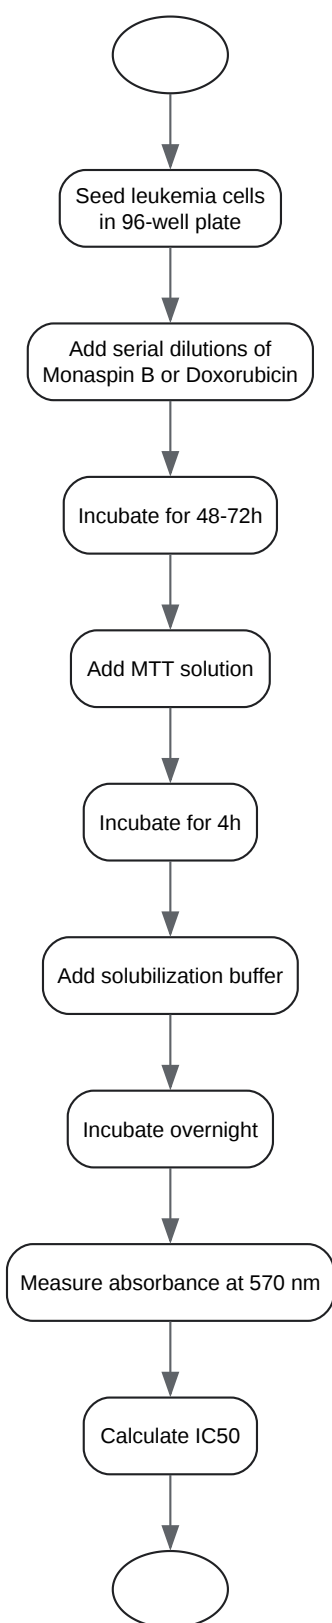 Seed leukemia cells
in 96-well plate
Add serial dilutions of
Monaspin B or Doxorubicin
Incubate for 48-72h
Add MTT solution
Incubate for 4h
Add solubilization buffer
Incubate overnight
Measure absorbance at 570 nm
Calculate IC50